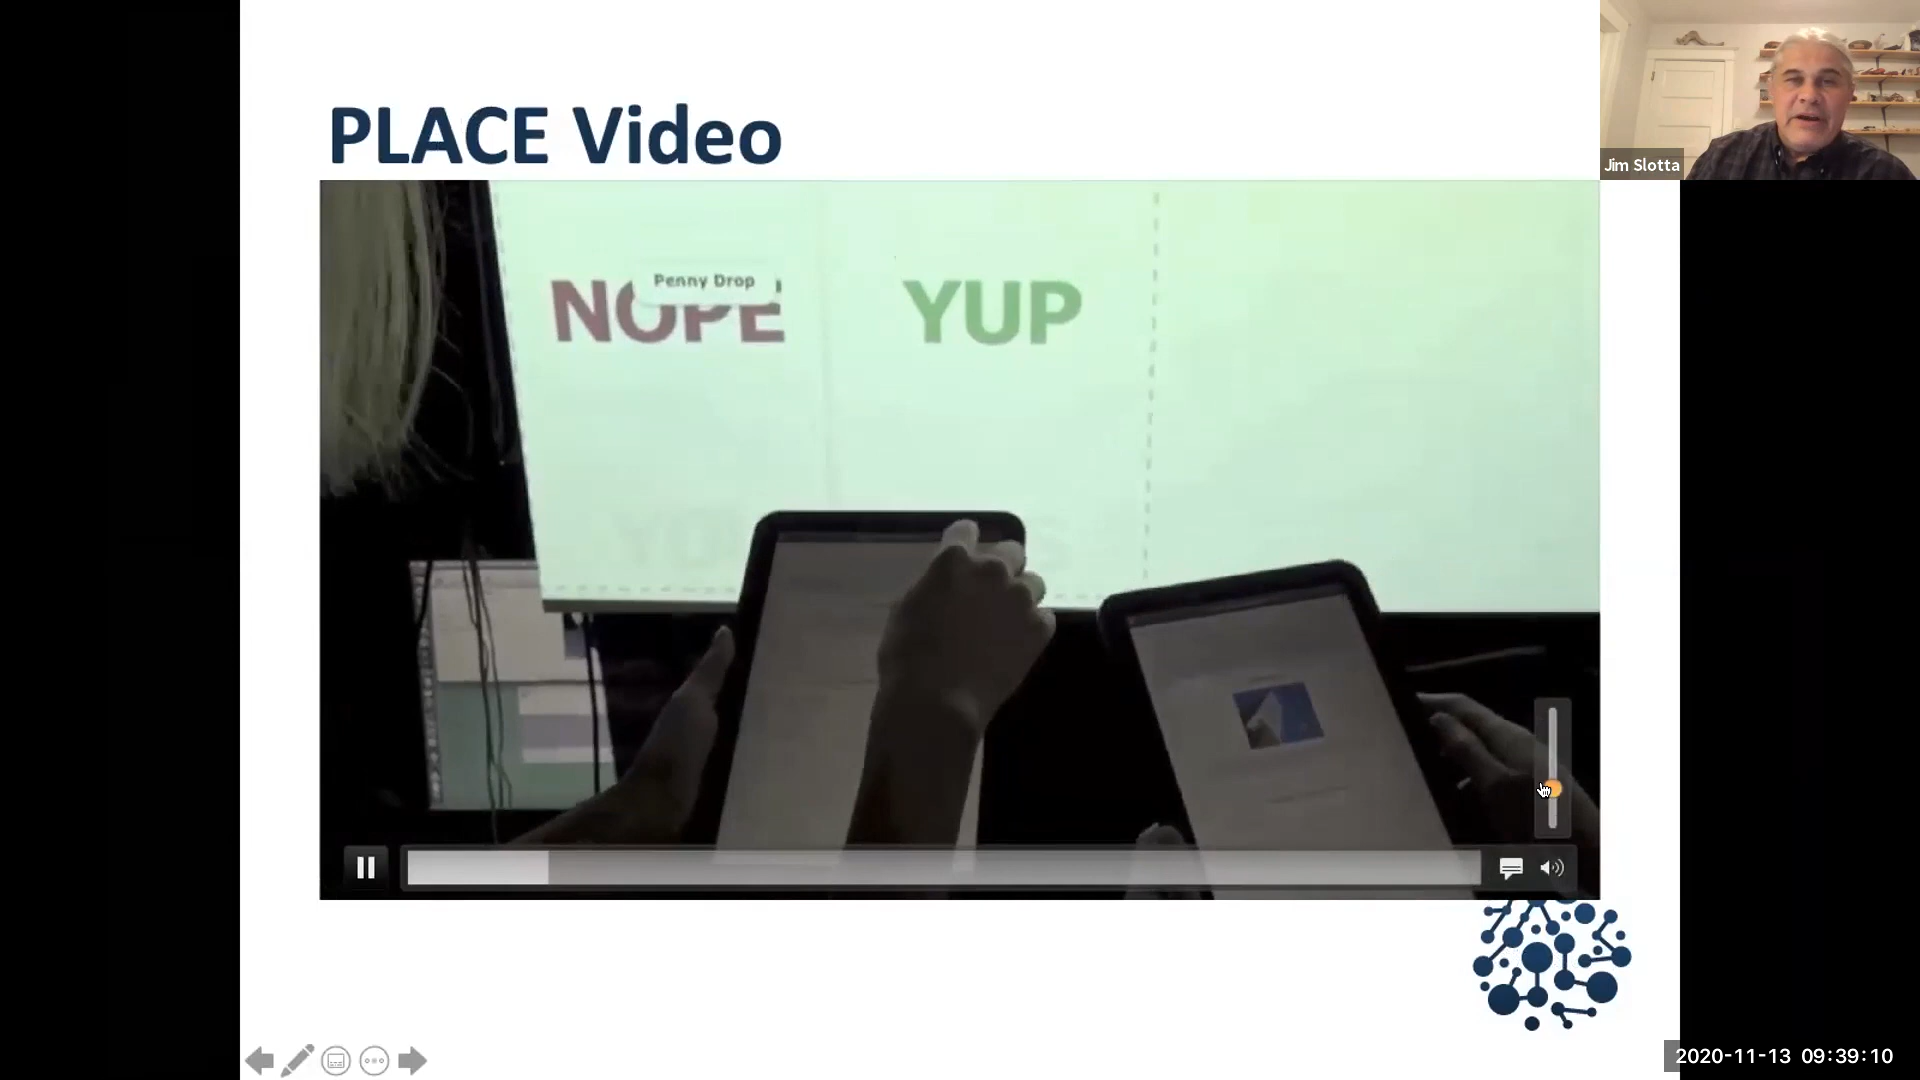 PLACE Video
Jim Slotta
Penny Drop
NOPE
YUP
2020-11-13 09:39:10